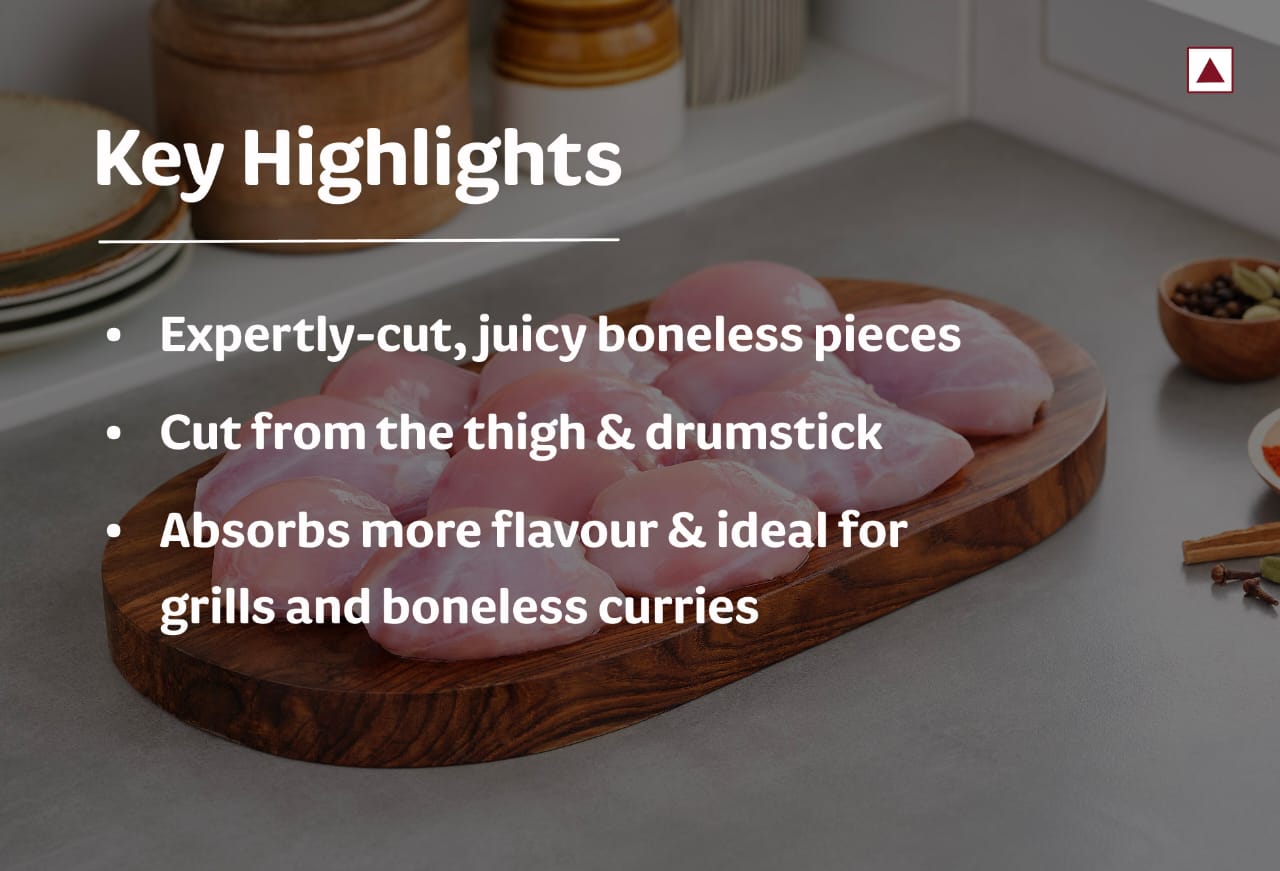 Key Highlights
• Expertly-cut, juicy boneless pieces
• Cut from the thigh & drumstick
• Absorbs more flavour & ideal for
grills and boneless curries